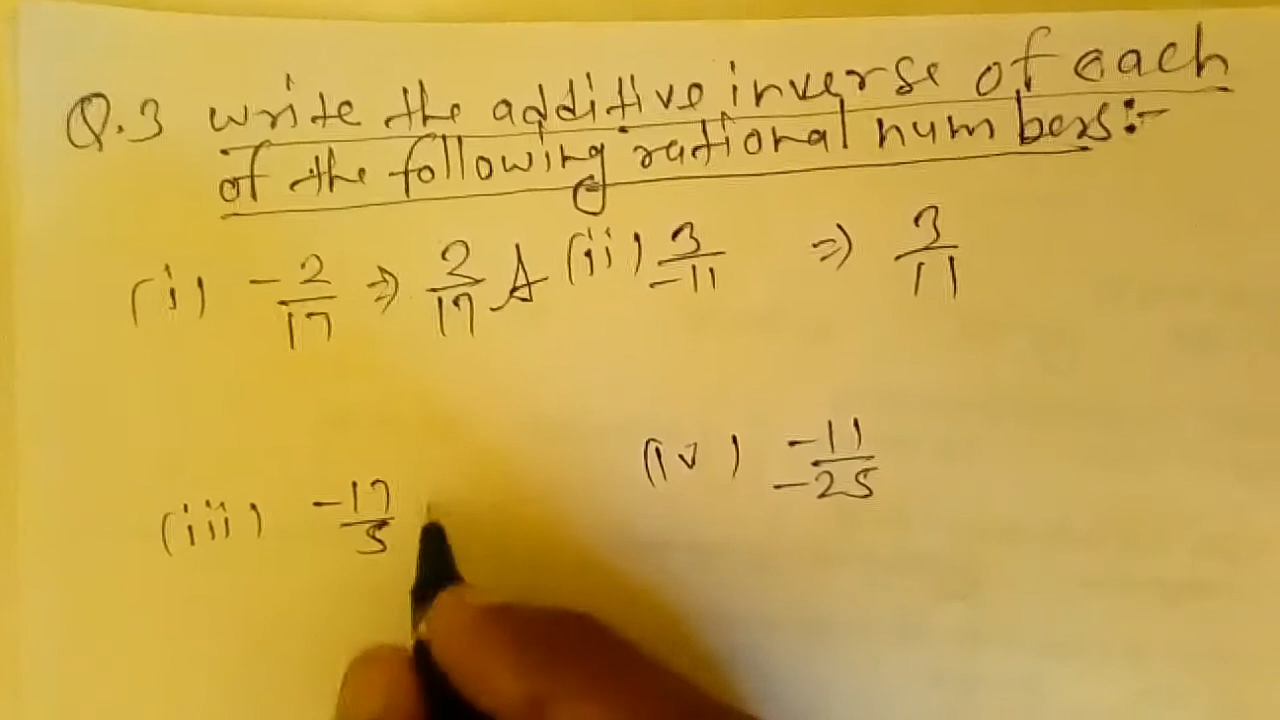 Q.3 write the additive inverse of each
of the following rational numbers:-
(i) -2/17 ⇒ 2/17 A (ii) 3/-11 ⇒ 3/11
(iii) -17/5 (iv) -11/-25